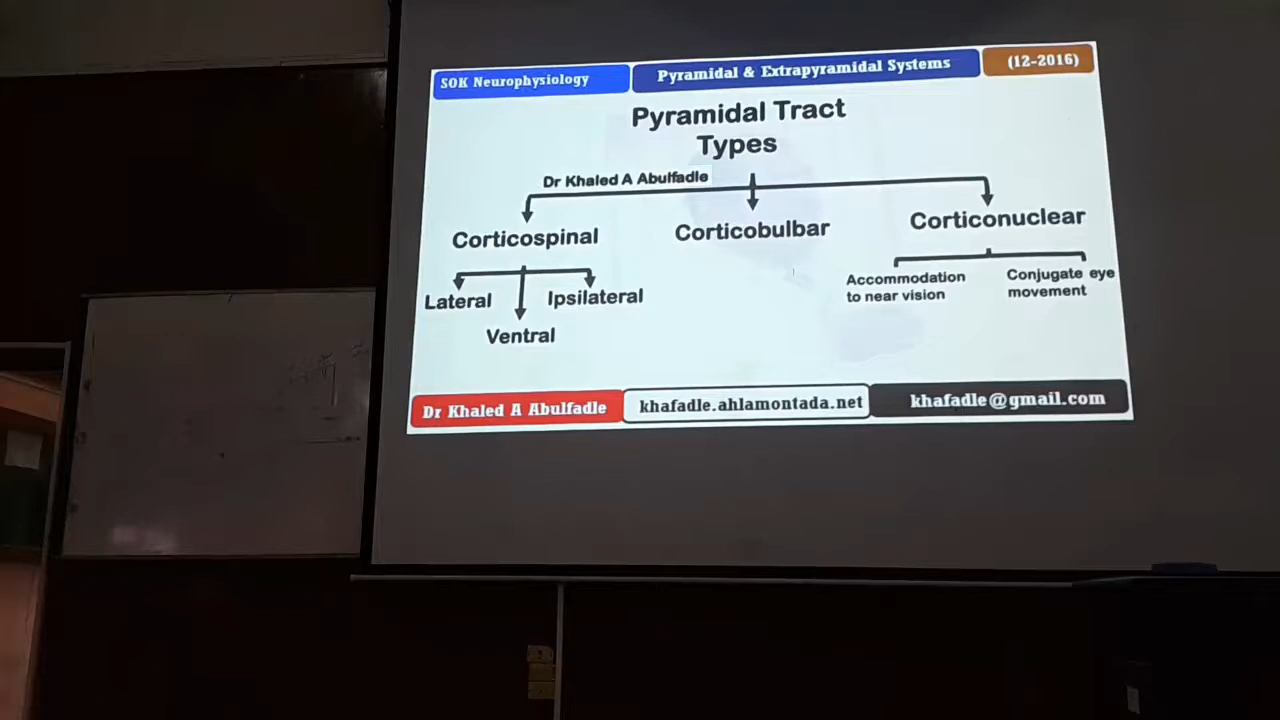 SOK Neurophysiology
Pyramidal & Extrapyramidal Systems
(12-2016)
Pyramidal Tract
Types
Dr Khaled A Abulfadle
Corticospinal
Corticobulbar
Corticonuclear
Lateral
Ventral
Ipsilateral
Accommodation
to near vision
Conjugate eye
movement
Dr Khaled A Abulfadle
khafadle.ahlamontada.net
khafadle@gmail.com